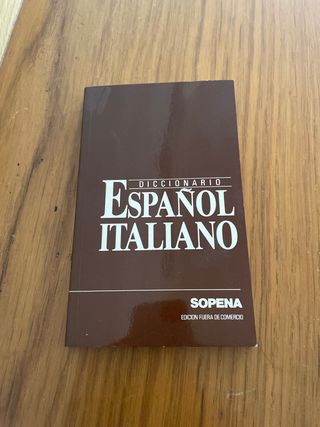 DICCIONARIO
ESPAÑOL
ITALIANO
SOPENA
EDICION FUERA DE COMERCIO